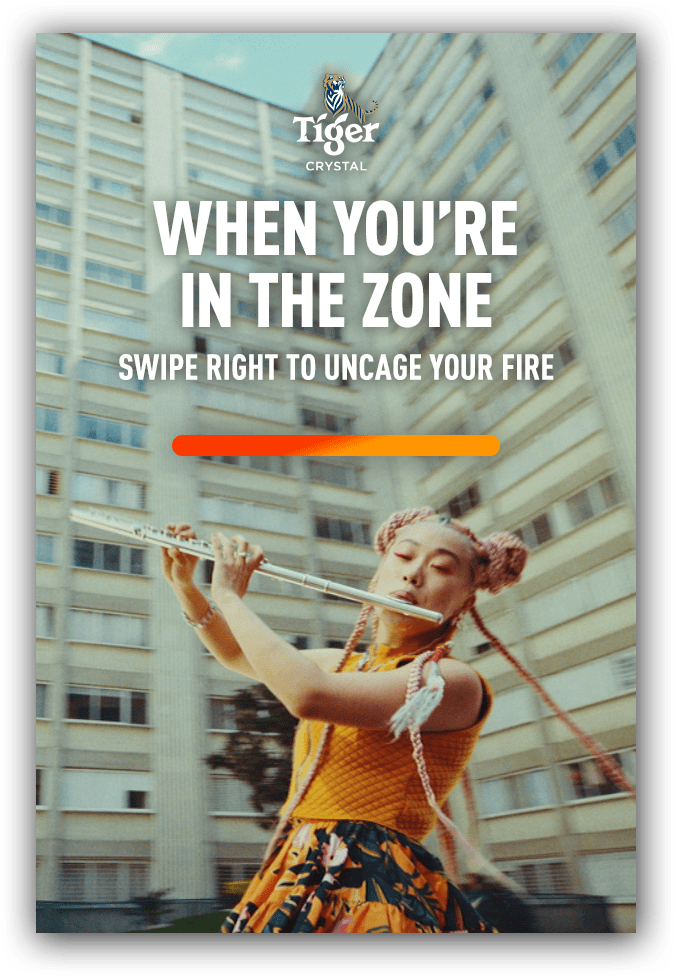 Tiger
CRYSTAL
WHEN YOU'RE
IN THE ZONE
SWIPE RIGHT TO UNCAGE YOUR FIRE